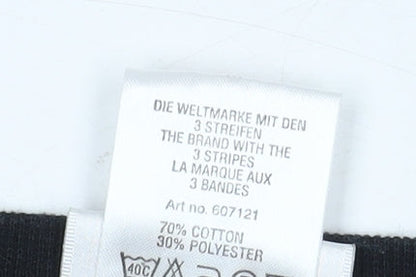 DIE WELTMARKE MIT DEN
3 STREIFEN
THE BRAND WITH THE
3 STRIPES
LA MARQUE AUX
3 BANDES
Art no. 607121
70% COTTON
30% POLYESTER
40C